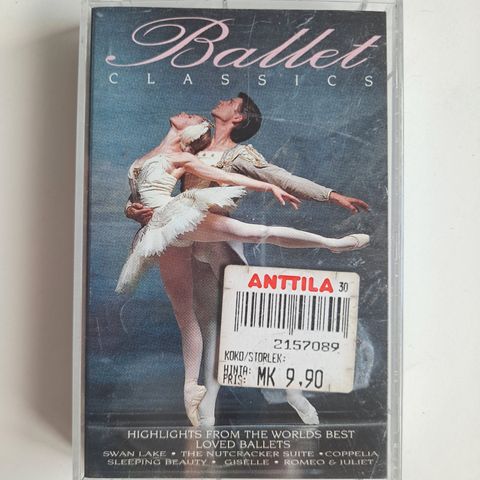 Ballet
CLASSICS
ANTTILA 30
2157089
KOKO/STORLEK:
HINTA:
PRIS: MK 9,90
HIGHLIGHTS FROM THE WORLDS BEST
LOVED BALLETS
SWAN LAKE • THE NUTCRACKER SUITE • COPPELIA
SLEEPING BEAUTY • GISELLE • ROMEO & JULIET